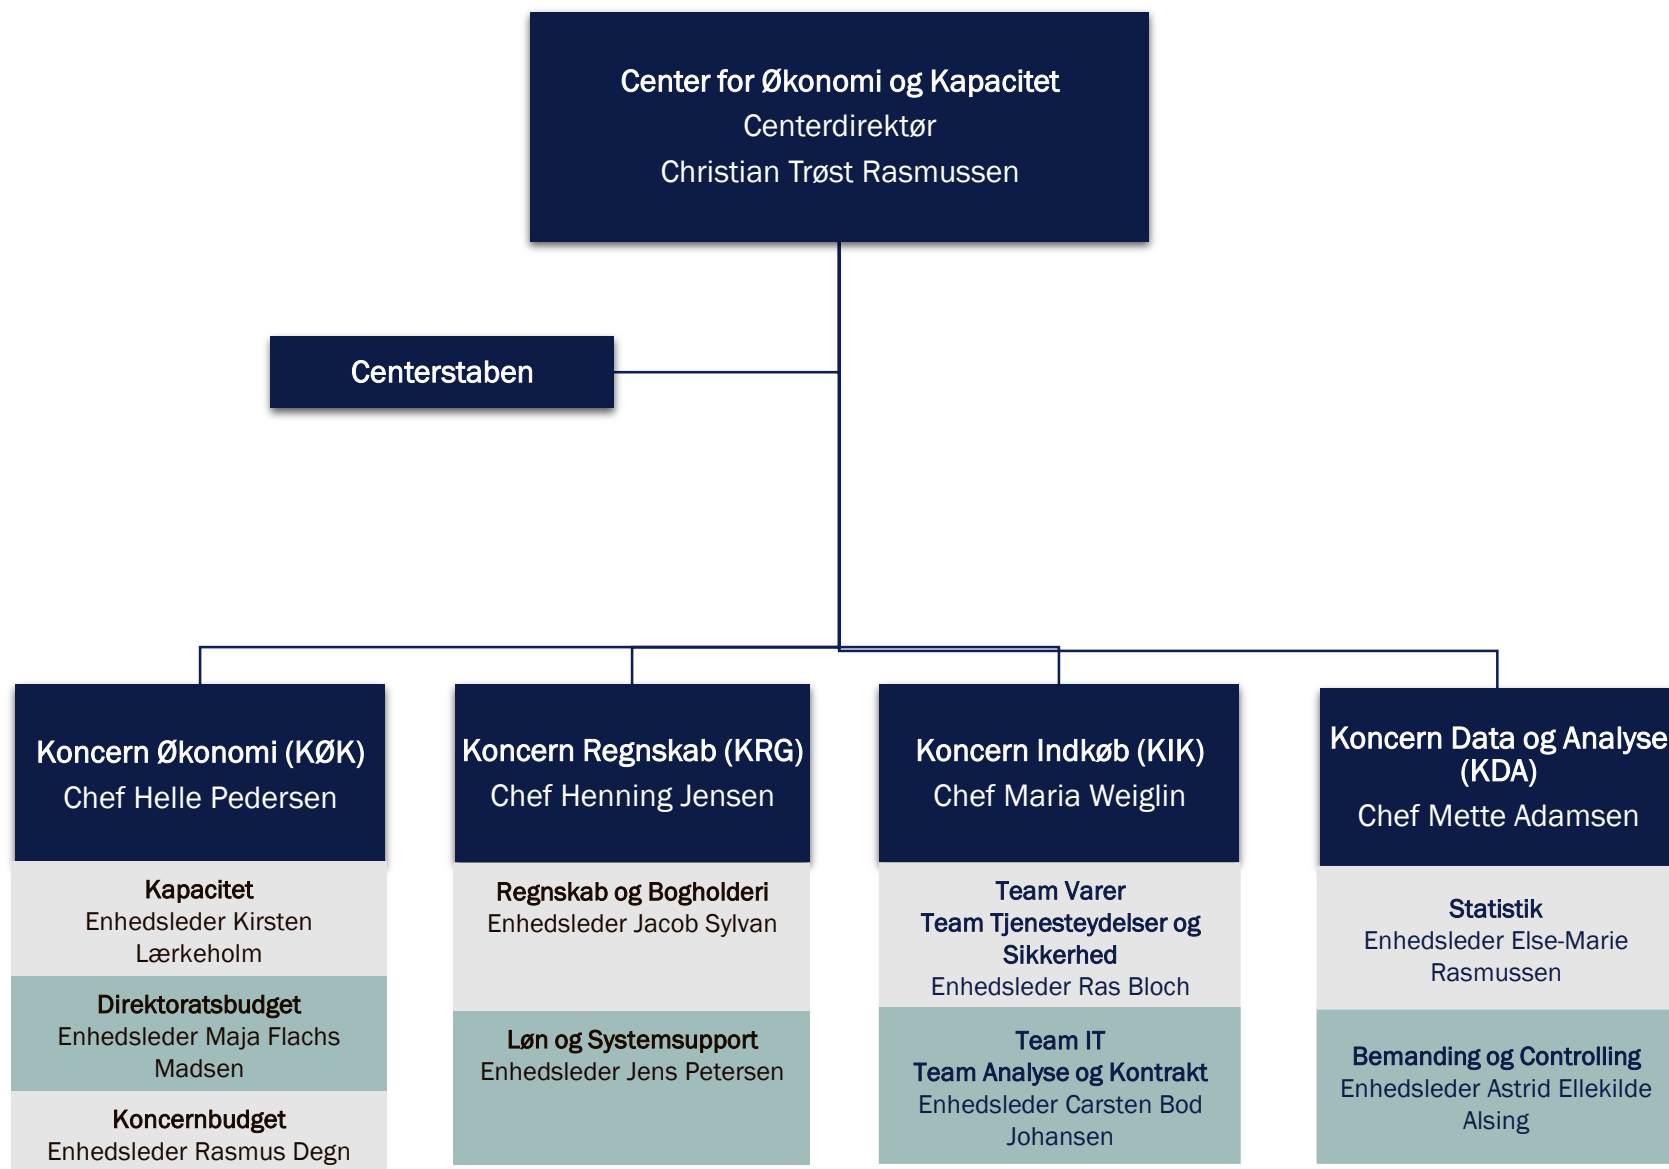 Center for Økonomi og Kapacitet
Centerdirektør
Christian Trøst Rasmussen
Centerstaben
Koncern Økonomi (KØK)
Chef Helle Pedersen
Kapacitet
Enhedsleder Kirsten
Lærkeholm
Direktoratsbudget
Enhedsleder Maja Flachs
Madsen
Koncernbudget
Enhedsleder Rasmus Degn
Koncern Regnskab (KRG)
Chef Henning Jensen
Regnskab og Bogholderi
Enhedsleder Jacob Sylvan
Løn og Systemsupport
Enhedsleder Jens Petersen
Koncern Indkøb (KIK)
Chef Maria Weiglin
Team Varer
Team Tjenesteydelser og
Sikkerhed
Enhedsleder Ras Bloch
Team IT
Team Analyse og Kontrakt
Enhedsleder Carsten Bod
Johansen
Koncern Data og Analyse
(KDA)
Chef Mette Adamsen
Statistik
Enhedsleder Else-Marie
Rasmussen
Bemanding og Controlling
Enhedsleder Astrid Ellekilde
Alsing